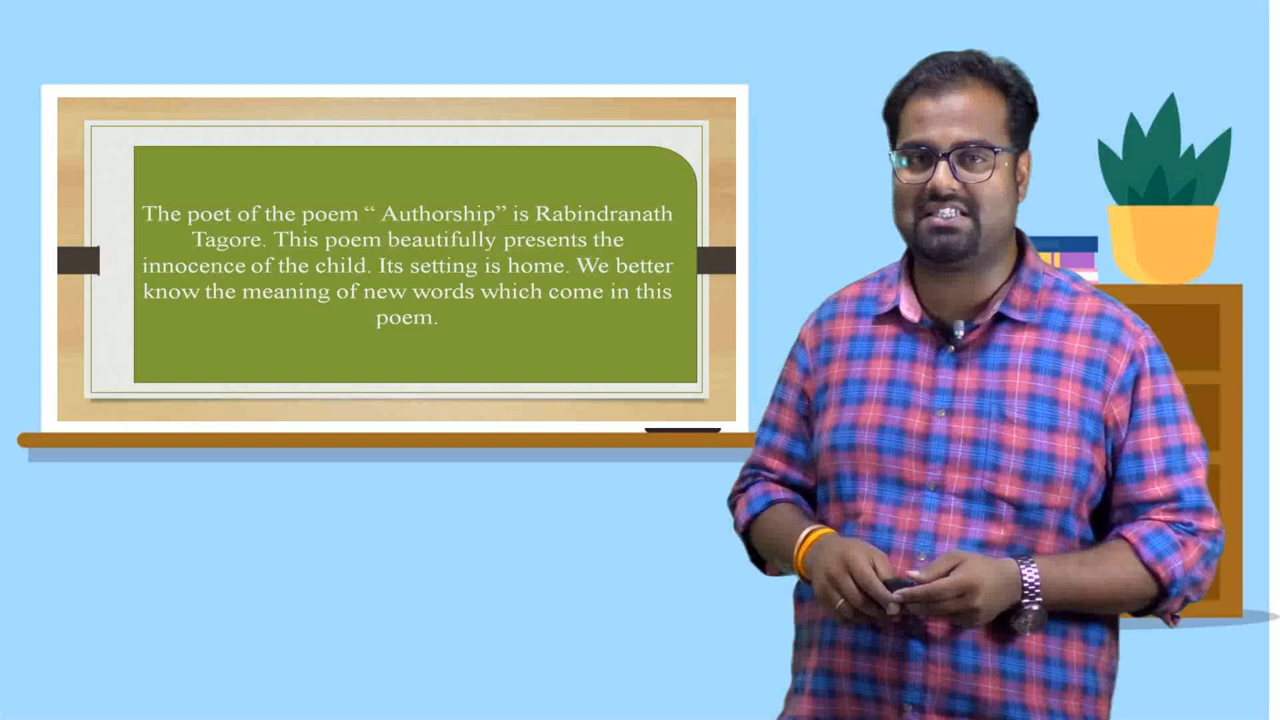 The poet of the poem “ Authorship” is Rabindranath
Tagore. This poem beautifully presents the
innocence of the child. Its setting is home. We better
know the meaning of new words which come in this
poem.